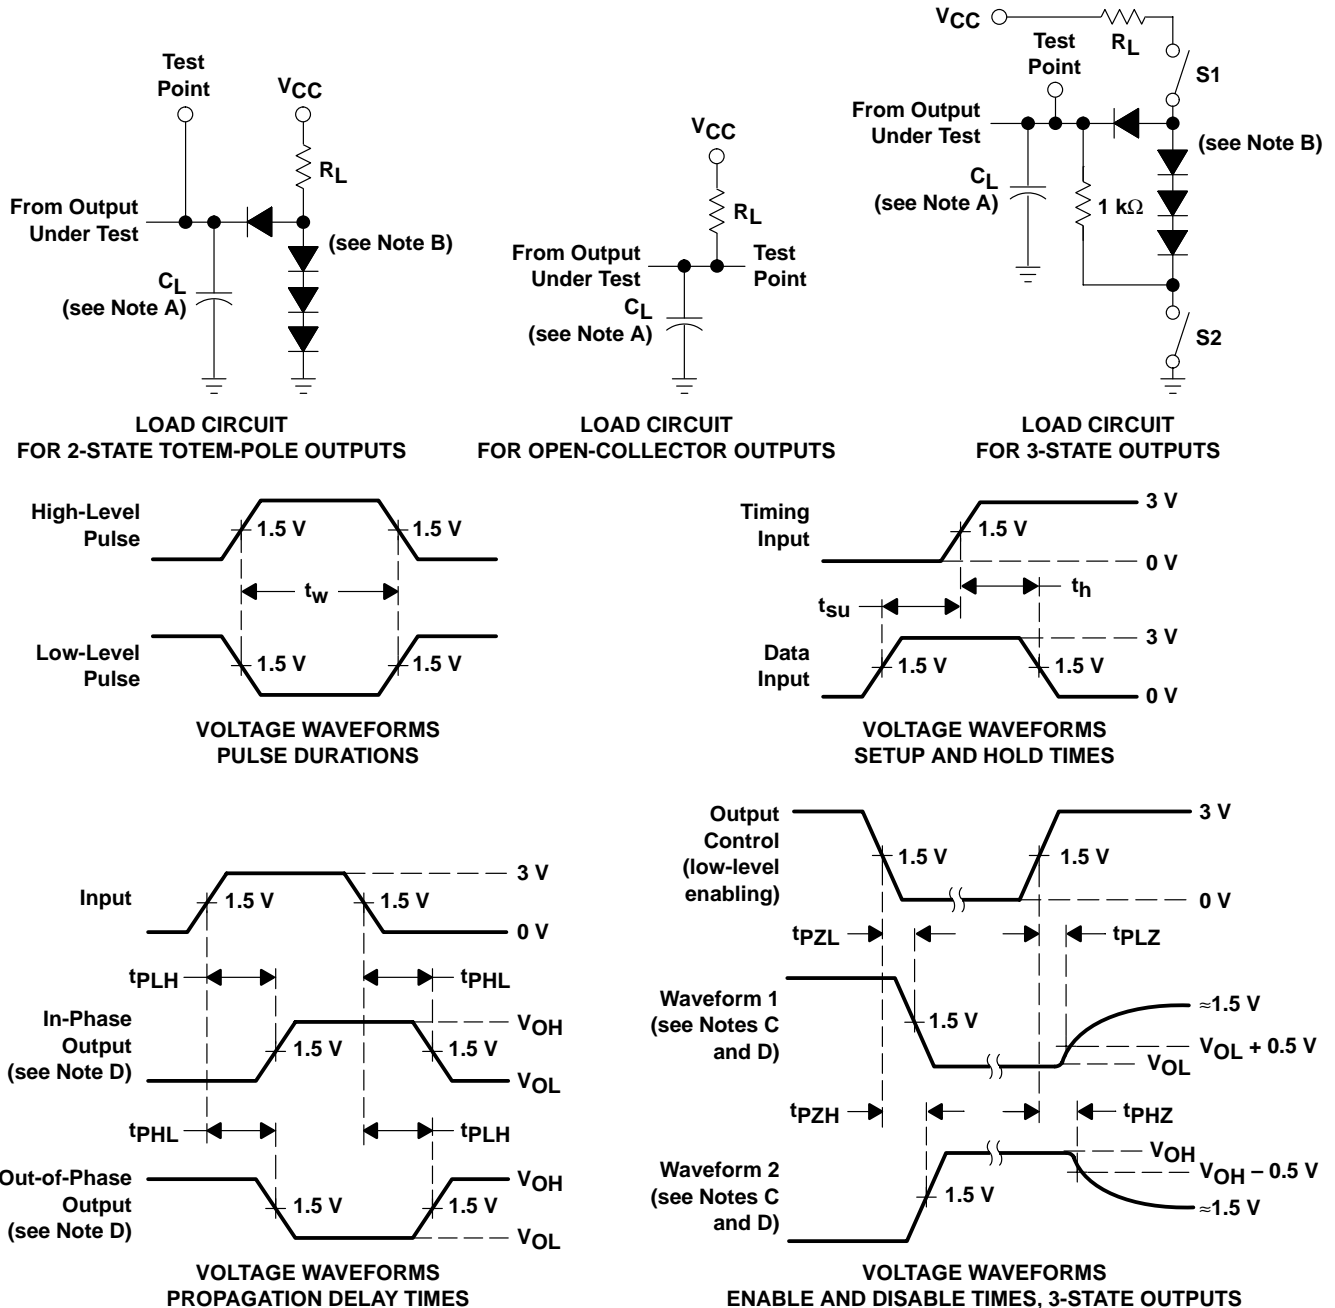 Test
Point
VCC
RL
From Output
Under Test
(see Note B)
CL
(see Note A)
LOAD CIRCUIT
FOR 2-STATE TOTEM-POLE OUTPUTS
VCC
RL
From Output
Under Test
Test
Point
CL
(see Note A)
LOAD CIRCUIT
FOR OPEN-COLLECTOR OUTPUTS
VCC
RL
Test
Point
S1
From Output
Under Test
(see Note B)
CL
(see Note A)
1 kΩ
S2
LOAD CIRCUIT
FOR 3-STATE OUTPUTS
High-Level
Pulse
1.5 V
1.5 V
tw
Low-Level
Pulse
1.5 V
1.5 V
VOLTAGE WAVEFORMS
PULSE DURATIONS
Timing
Input
1.5 V
3 V
0 V
th
tsu
Data
Input
1.5 V
1.5 V
3 V
0 V
VOLTAGE WAVEFORMS
SETUP AND HOLD TIMES
Input
1.5 V
1.5 V
3 V
0 V
tPLH
tPHL
In-Phase
Output
(see Note D)
1.5 V
1.5 V
VOH
VOL
tPHL
tPLH
Out-of-Phase
Output
(see Note D)
1.5 V
1.5 V
VOH
VOL
VOLTAGE WAVEFORMS
PROPAGATION DELAY TIMES
Output
Control
(low-level
enabling)
1.5 V
1.5 V
3 V
0 V
tPZL
tPLZ
Waveform 1
(see Notes C
and D)
1.5 V
≈1.5 V
VOL + 0.5 V
VOL
tPZH
tPHZ
Waveform 2
(see Notes C
and D)
1.5 V
VOH
VOH − 0.5 V
≈1.5 V
VOLTAGE WAVEFORMS
ENABLE AND DISABLE TIMES, 3-STATE OUTPUTS